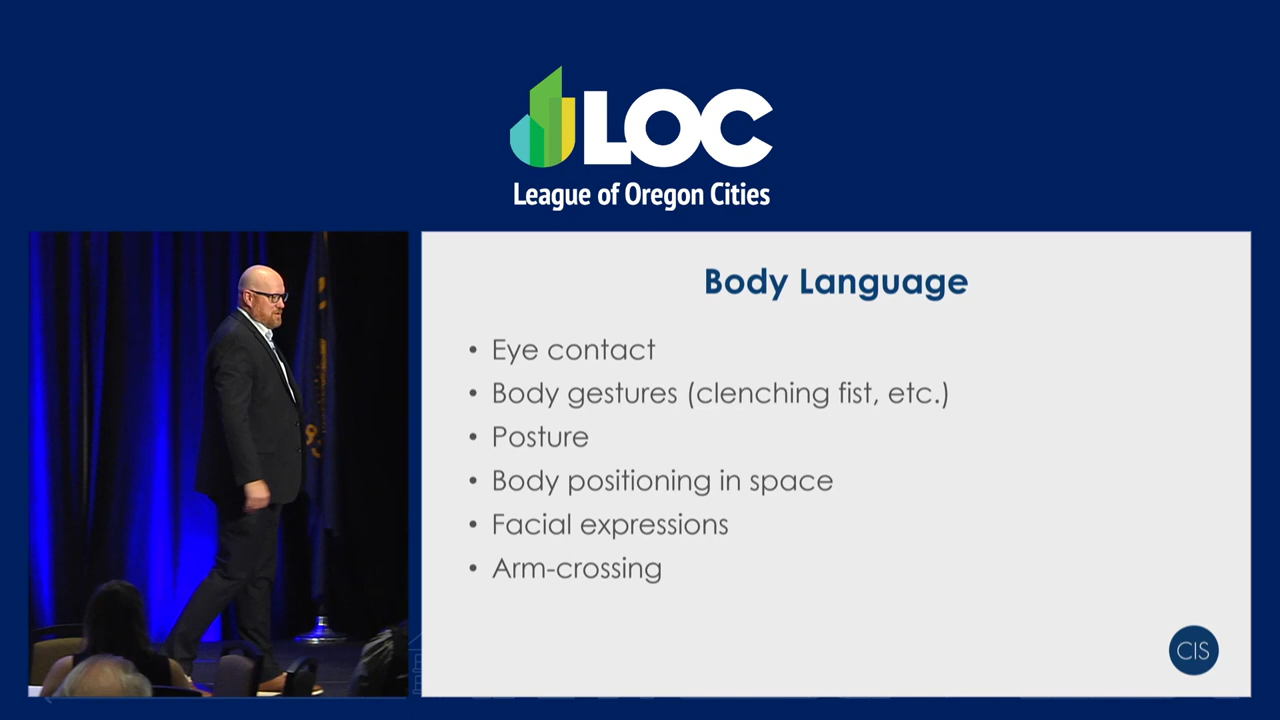 LOC
League of Oregon Cities
Body Language
• Eye contact
• Body gestures (clenching fist, etc.)
• Posture
• Body positioning in space
• Facial expressions
• Arm-crossing
CIS